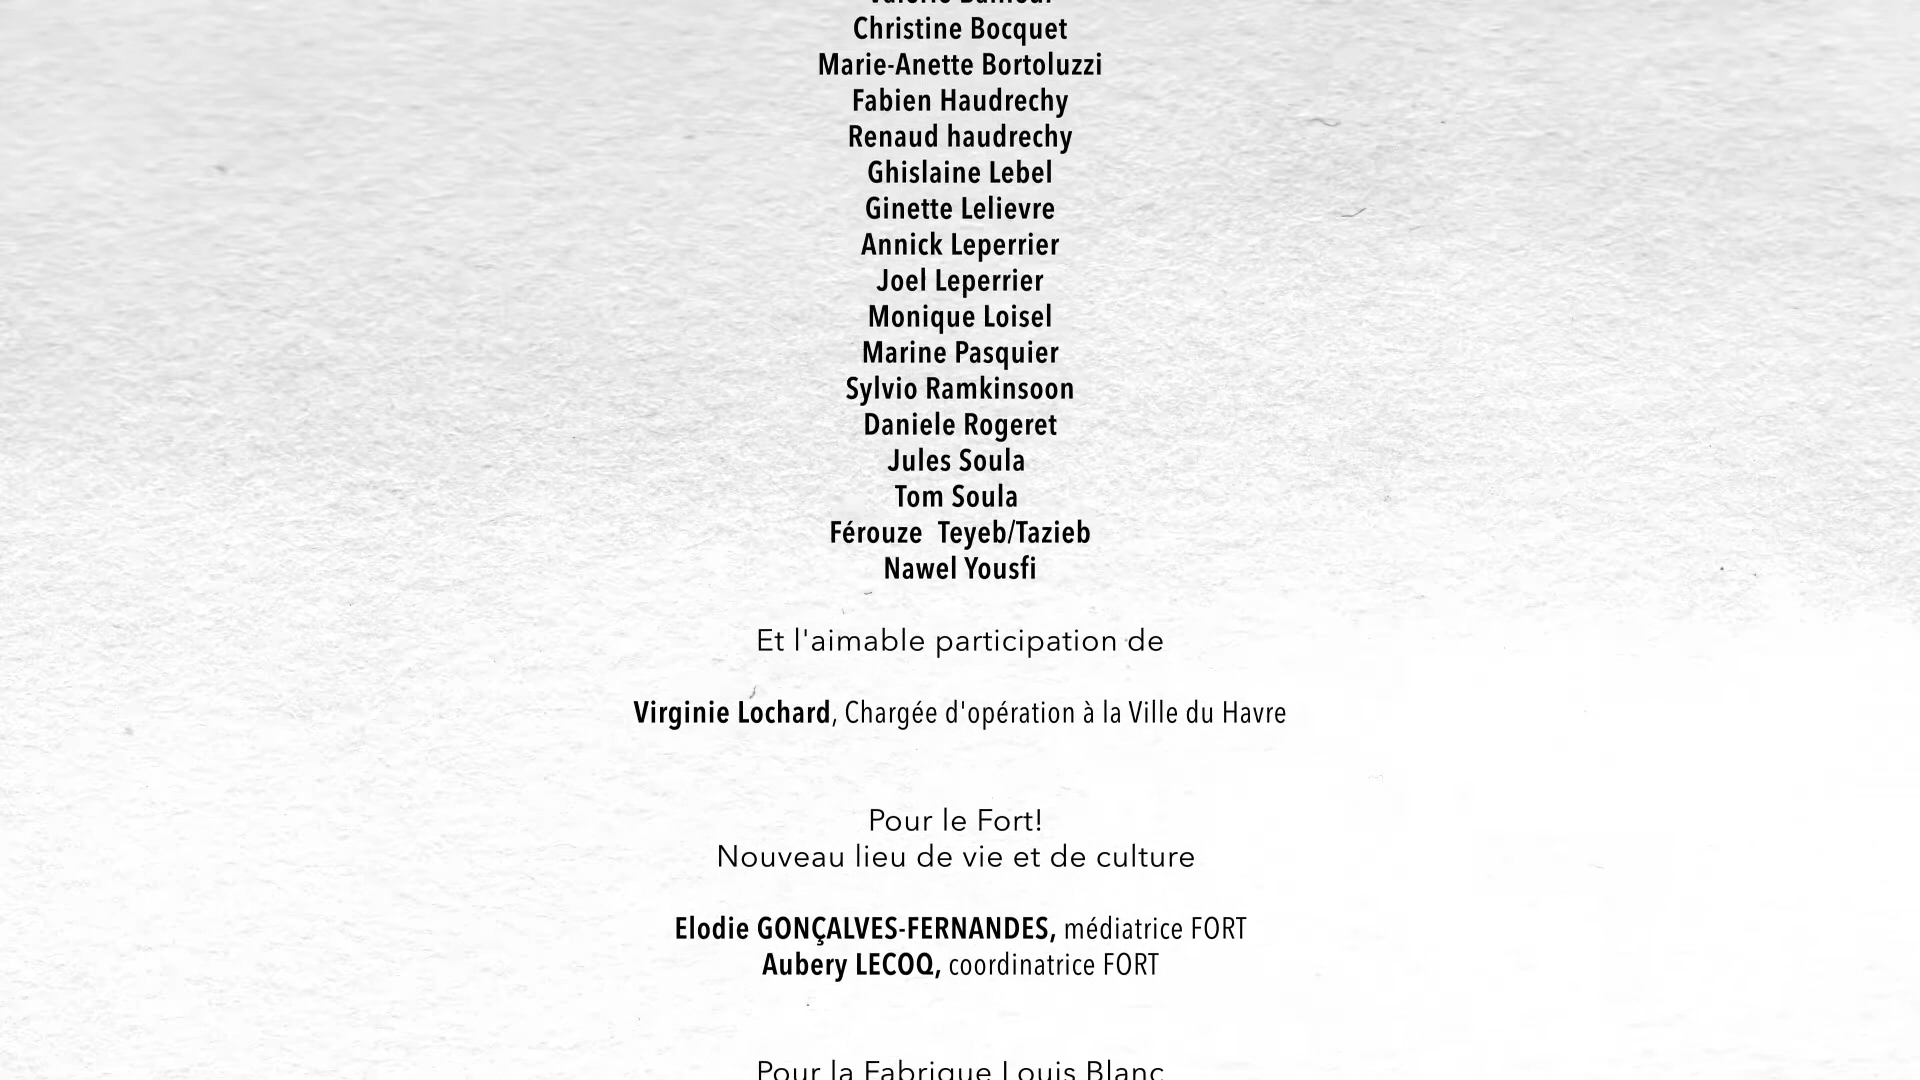 Christine Bocquet
Marie-Anette Bortoluzzi
Fabien Haudrechy
Renaud haudrechy
Ghislaine Lebel
Ginette Lelievre
Annick Leperrier
Joel Leperrier
Monique Loisel
Marine Pasquier
Sylvio Ramkinsoon
Daniele Rogeret
Jules Soula
Tom Soula
Férouze  Teyeb/Tazieb
Nawel Yousfi
Et l'aimable participation de
Virginie Lochard, Chargée d'opération à la Ville du Havre
Pour le Fort!
Nouveau lieu de vie et de culture
Elodie GONÇALVES-FERNANDES, médiatrice FORT
Aubery LECOQ, coordinatrice FORT
Pour la Fabrique Louis Blanc